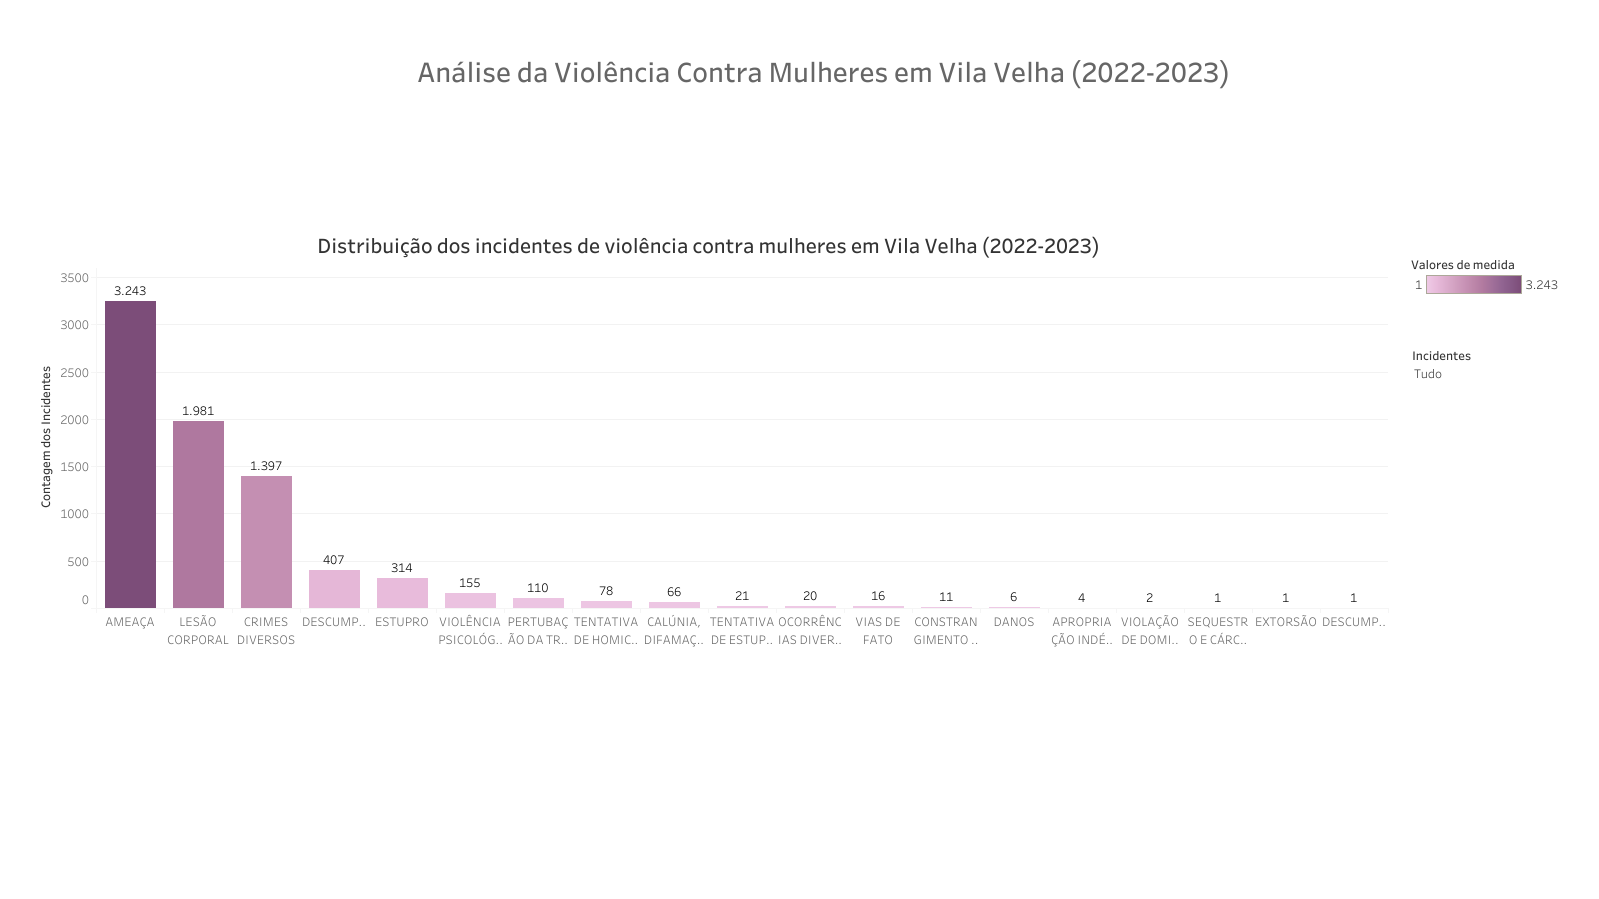 Análise da Violência Contra Mulheres em Vila Velha (2022-2023)
Distribuição dos incidentes de violência contra mulheres em Vila Velha (2022-2023)
Contagem dos Incidentes
3500
3000
2500
2000
1500
1000
500
0
3.243
1.981
1.397
407
314
155
110
78
66
21
20
16
11
6
4
2
1
1
1
AMEAÇA
LESÃO
CORPORAL
CRIMES
DIVERSOS
DESCUMP..
ESTUPRO
VIOLÊNCIA
PSICOLÓG..
PERTUBAÇ
ÃO DA TR..
TENTATIVA
DE HOMIC..
CALÚNIA,
DIFAMAÇ..
TENTATIVA
DE ESTUP..
OCORRÊNC
IAS DIVER..
VIAS DE
FATO
CONSTRAN
GIMENTO ..
DANOS
APROPRIA
ÇÃO INDÉ..
VIOLAÇÃO
DE DOMI..
SEQUESTR
O E CÁRC..
EXTORSÃO
DESCUMP..
Valores de medida
1 3.243
Incidentes
Tudo